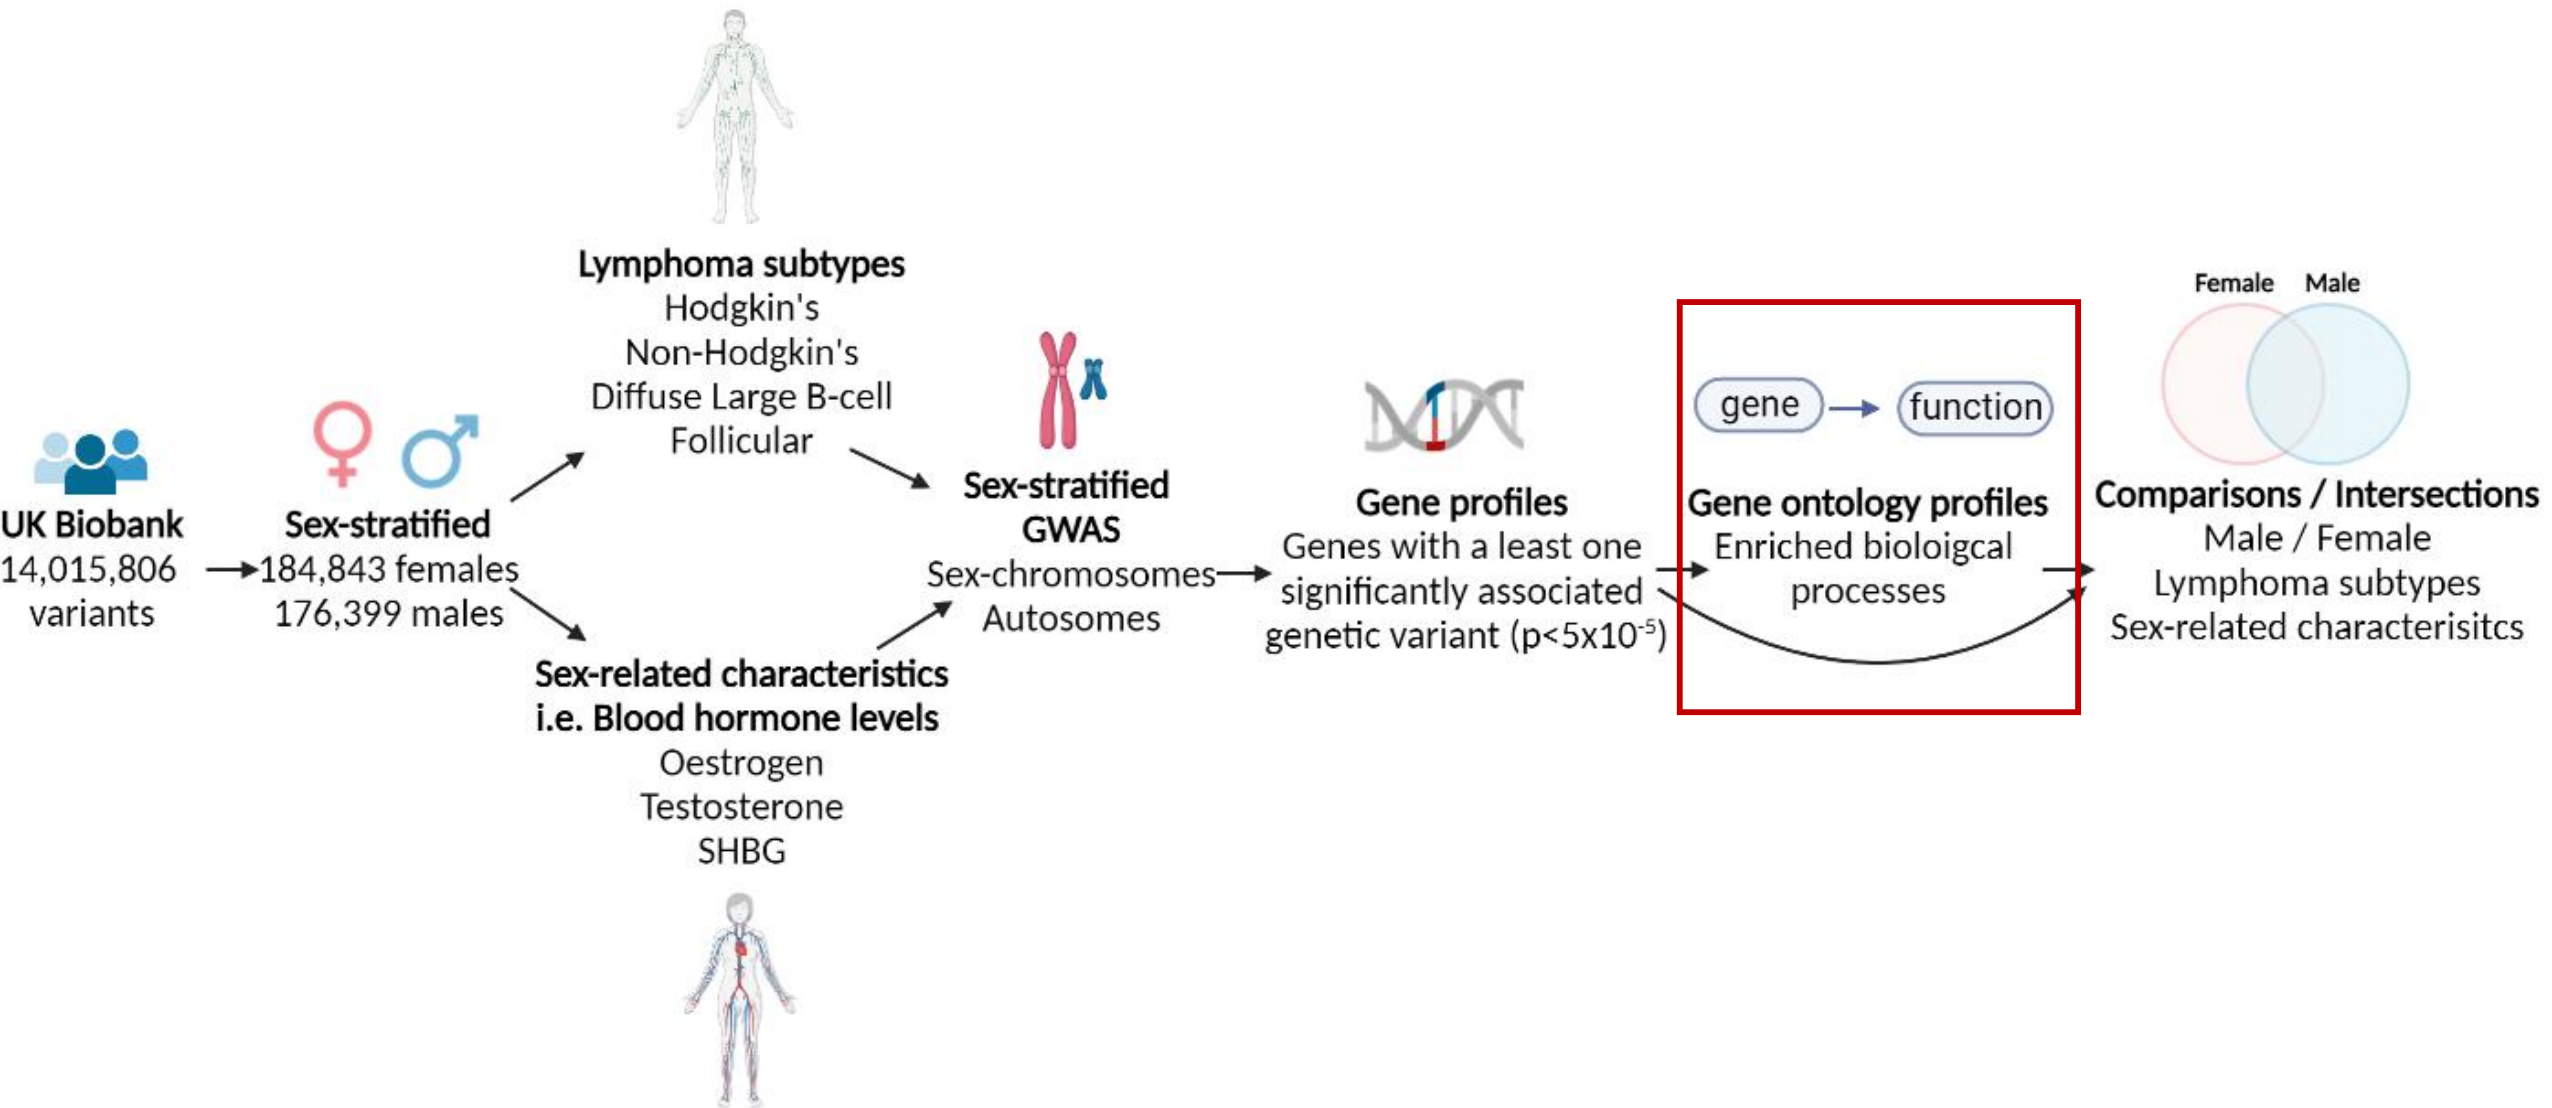 UK Biobank
14,015,806
variants
Sex-stratified
184,843 females
176,399 males
Lymphoma subtypes
Hodgkin's
Non-Hodgkin's
Diffuse Large B-cell
Follicular
Sex-related characteristics
i.e. Blood hormone levels
Oestrogen
Testosterone
SHBG
Sex-stratified
GWAS
Sex-chromosomes
Autosomes
Gene profiles
Genes with a least one
significantly associated
genetic variant (p<5x10⁻⁵)
gene
function
Gene ontology profiles
Enriched bioloigcal
processes
Female Male
Comparisons / Intersections
Male / Female
Lymphoma subtypes
Sex-related characterisitcs